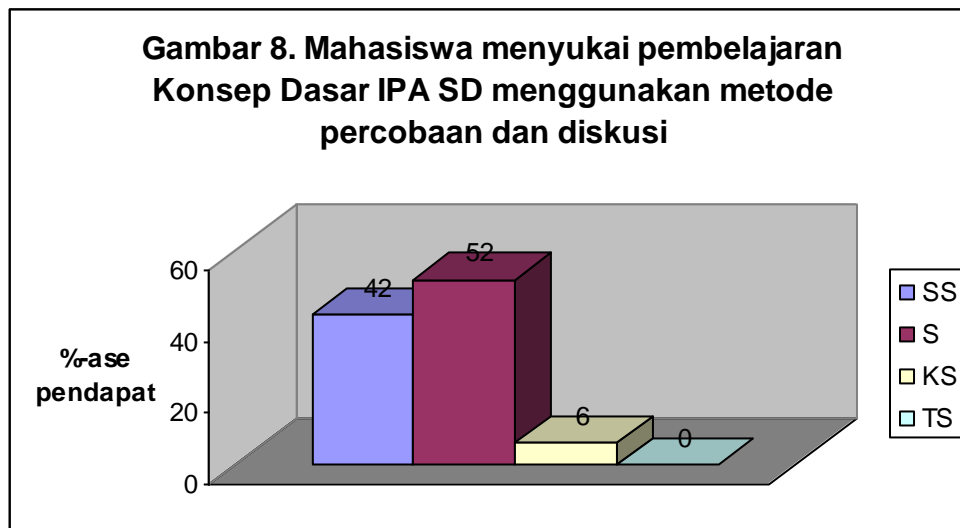 Gambar 8. Mahasiswa menyukai pembelajaran
Konsep Dasar IPA SD menggunakan metode
percobaan dan diskusi
60
40
20
0
%-ase
pendapat
42
52
6
0
SS
S
KS
TS